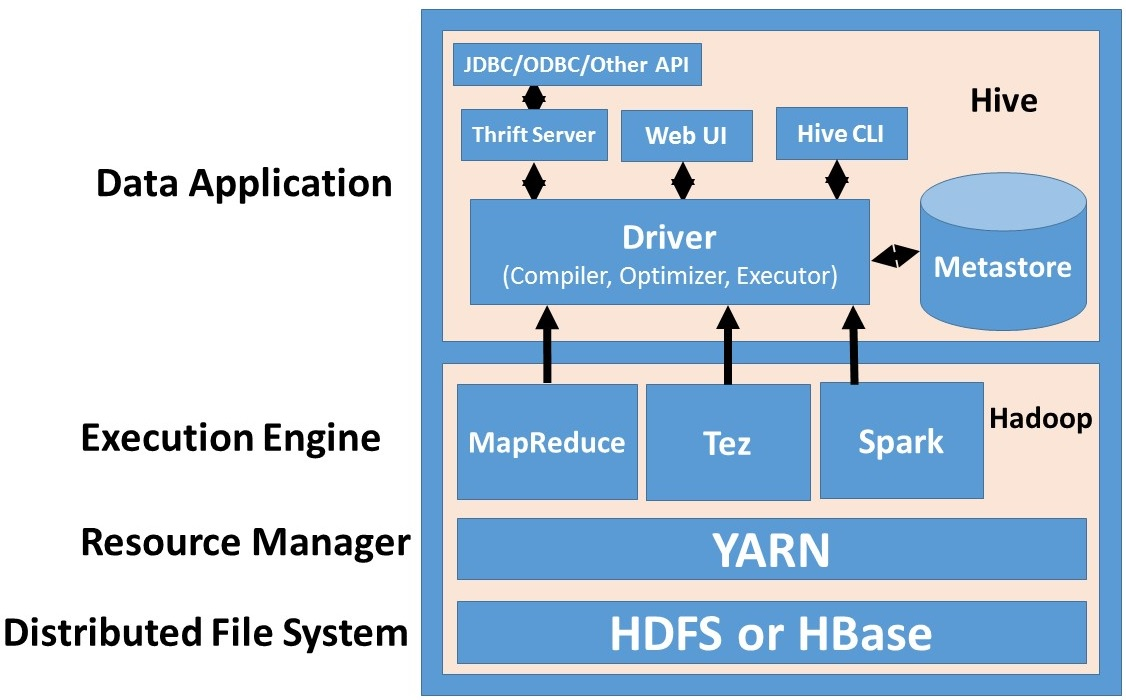 JDBC/ODBC/Other API
Hive
Thrift Server
Web UI
Hive CLI
Data Application
Driver
(Compiler, Optimizer, Executor)
Metastore
Execution Engine
MapReduce
Tez
Spark
Hadoop
Resource Manager
YARN
Distributed File System
HDFS or HBase